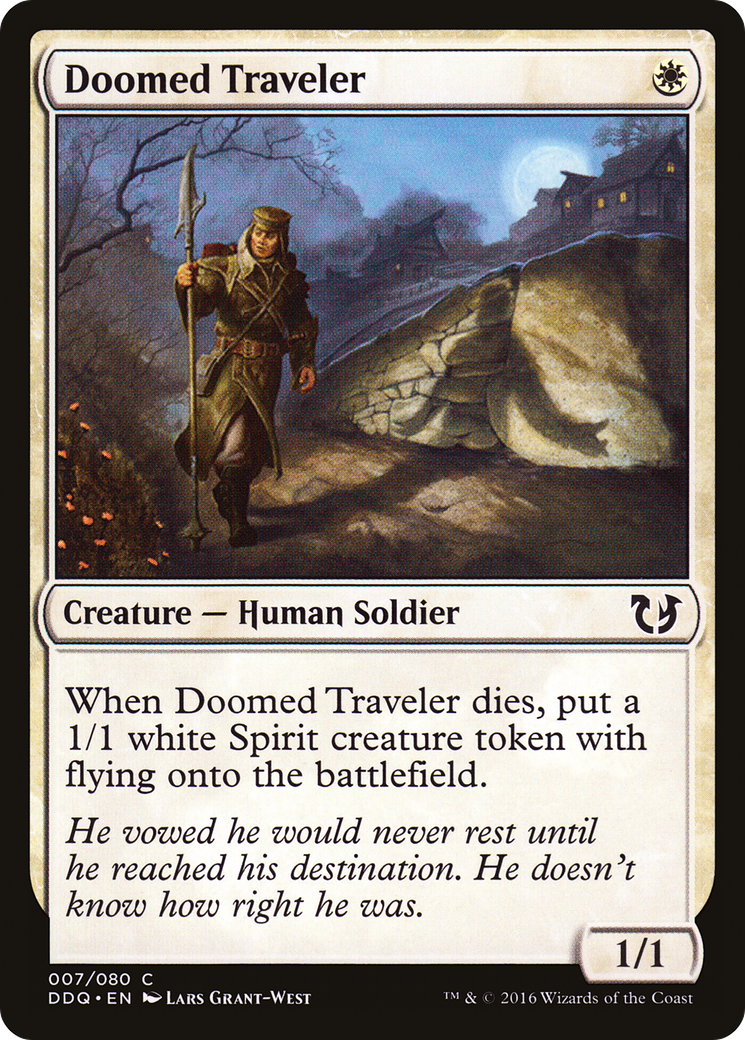 Doomed Traveler
Creature — Human Soldier
When Doomed Traveler dies, put a
1/1 white Spirit creature token with
flying onto the battlefield.
He vowed he would never rest until
he reached his destination. He doesn't
know how right he was.
1/1
007/080 C
DDQ • EN Lars Grant-West
™ & © 2016 Wizards of the Coast